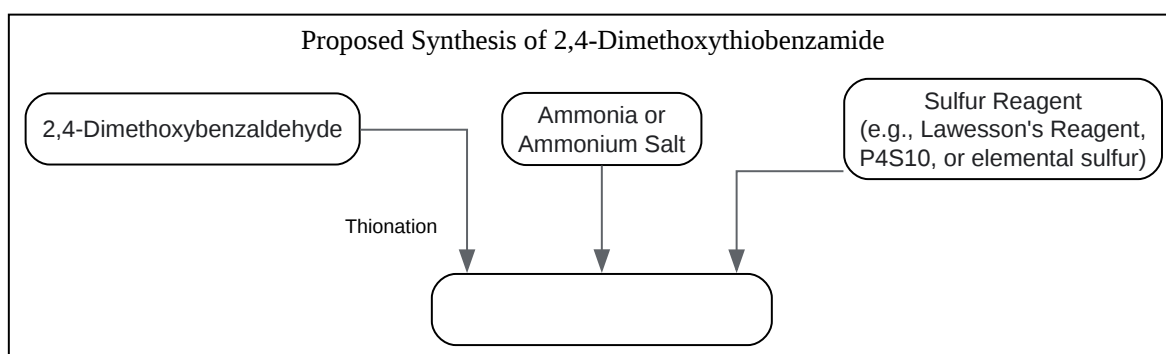 Proposed Synthesis of 2,4-Dimethoxythiobenzamide
2,4-Dimethoxybenzaldehyde
Ammonia or
Ammonium Salt
Sulfur Reagent
(e.g., Lawesson's Reagent,
P4S10, or elemental sulfur)
Thionation